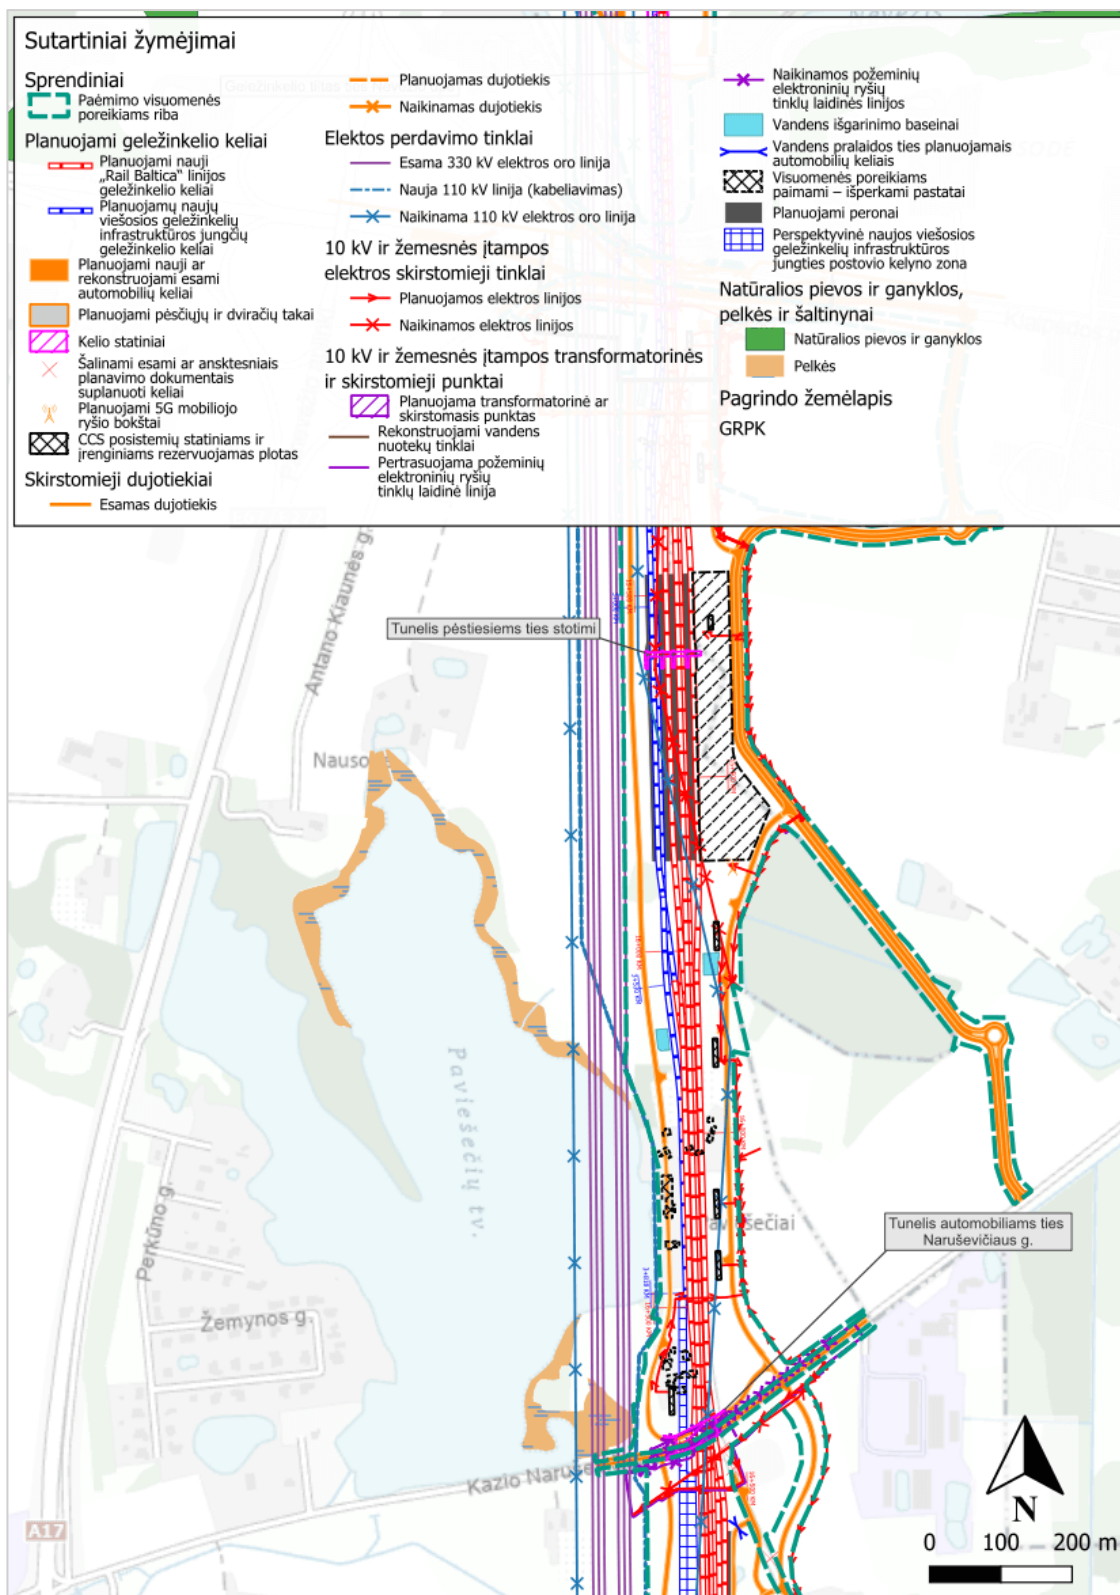 Sutartiniai žymėjimai
Sprendiniai
Paėmimo visuomenės
poreikiams riba
Planuojami geležinkelio keliai
Planuojami nauji
„Rail Baltica“ linijos
geležinkelio keliai
Planuojamų naujų
viešosios geležinkelių
infrastruktūros jungčių
geležinkelio keliai
Planuojami nauji ar
rekonstruojami esami
automobilių keliai
Planuojami pėsčiųjų ir dviračių takai
Kelio statiniai
Šalinami esami ar ansktesniais
planavimo dokumentais
suplanuoti keliai
Planuojami 5G mobiliojo
ryšio bokštai
CCS posistemių statiniams ir
įrenginiams rezervuojamas plotas
Skirstomieji dujotiekiai
Esamas dujotiekis
Planuojamas dujotiekis
Naikinamas dujotiekis
Elektos perdavimo tinklai
Esama 330 kV elektros oro linija
Nauja 110 kV linija (kabeliavimas)
Naikinama 110 kV elektros oro linija
10 kV ir žemesnės įtampos
elektros skirstomieji tinklai
Planuojamos elektros linijos
Naikinamos elektros linijos
10 kV ir žemesnės įtampos transformatorinės
ir skirstomieji punktai
Planuojama transformatorinė ar
skirstomasis punktas
Rekonstruojami vandens
nuotekų tinklai
Pertrasuojama požeminių
elektroninių ryšių
tinklų laidinė linija
Naikinamos požeminių
elektroninių ryšių
tinklų laidinės linijos
Vandens išgarinimo baseinai
Vandens pralaidos ties planuojamais
automobilių keliais
Visuomenės poreikiams
paimami – išperkami pastatai
Planuojami peronai
Perspektyvinė naujos viešosios
geležinkelių infrastruktūros
jungties postovio kelyno zona
Natūralios pievos ir ganyklos,
pelkės ir šaltinynai
Natūralios pievos ir ganyklos
Pelkės
Pagrindo žemėlapis
GRPK
Antano Kiaunės g.
Tunelis pėstiesiems ties stotimi
Paviešečių tv.
Perkūno g.
Žemynos g.
Tunelis automobiliams ties
Naruševičiaus g.
A17
N
0 100 200 m